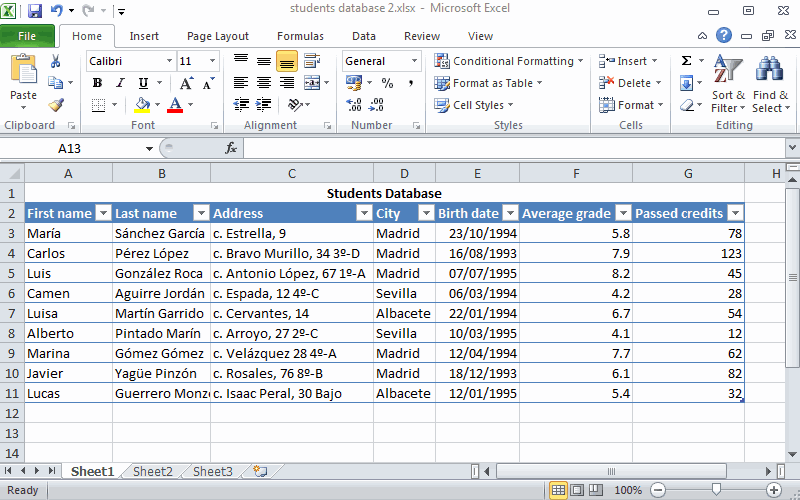 students database 2.xlsx - Microsoft Excel
File Home Insert Page Layout Formulas Data Review View
Calibri 11 General Conditional Formatting Insert Σ
Paste B I U A A % , Format as Table Delete Sort & Find &
A A .00 .00 Cell Styles Format Filter Select
Clipboard Font Alignment Number Styles Cells Editing
A13 fx
A B C D E F G H
1 Students Database
2 First name Last name Address City Birth date Average grade Passed credits
3 María Sánchez García c. Estrella, 9 Madrid 23/10/1994 5.8 78
4 Carlos Pérez López c. Bravo Murillo, 34 3º-D Madrid 16/08/1993 7.9 123
5 Luis González Roca c. Antonio López, 67 1º-A Madrid 07/07/1995 8.2 45
6 Camen Aguirre Jordán c. Espada, 12 4º-C Sevilla 06/03/1994 4.2 28
7 Luisa Martín Garrido c. Cervantes, 14 Albacete 22/01/1994 6.7 54
8 Alberto Pintado Marín c. Arroyo, 27 2º-C Sevilla 10/03/1995 4.1 12
9 Marina Gómez Gómez c. Velázquez 28 4º-A Madrid 12/04/1994 7.7 62
10 Javier Yagüe Pinzón c. Rosales, 76 8º-B Madrid 18/12/1993 6.1 82
11 Lucas Guerrero Monz c. Isaac Peral, 30 Bajo Albacete 12/01/1995 5.4 32
12
13
14
Sheet1 Sheet2 Sheet3
Ready 100%